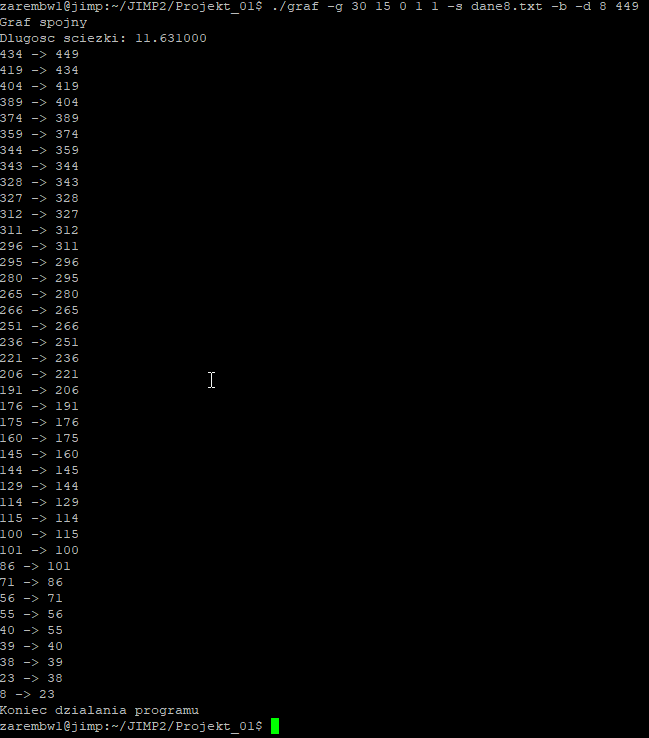 zarembw1@jimp:~/JIMP2/Projekt_01$ ./graf -g 30 15 0 1 1 -s dane8.txt -b -d 8 449
Graf spojny
Dlugosc sciezki: 11.631000
434 -> 449
419 -> 434
404 -> 419
389 -> 404
374 -> 389
359 -> 374
344 -> 359
343 -> 344
328 -> 343
327 -> 328
312 -> 327
311 -> 312
296 -> 311
295 -> 296
280 -> 295
265 -> 280
266 -> 265
251 -> 266
236 -> 251
221 -> 236
206 -> 221
191 -> 206
176 -> 191
175 -> 176
160 -> 175
145 -> 160
144 -> 145
129 -> 144
114 -> 129
115 -> 114
100 -> 115
101 -> 100
86 -> 101
71 -> 86
56 -> 71
55 -> 56
40 -> 55
39 -> 40
38 -> 39
23 -> 38
8 -> 23
Koniec dzialania programu
zarembw1@jimp:~/JIMP2/Projekt_01$